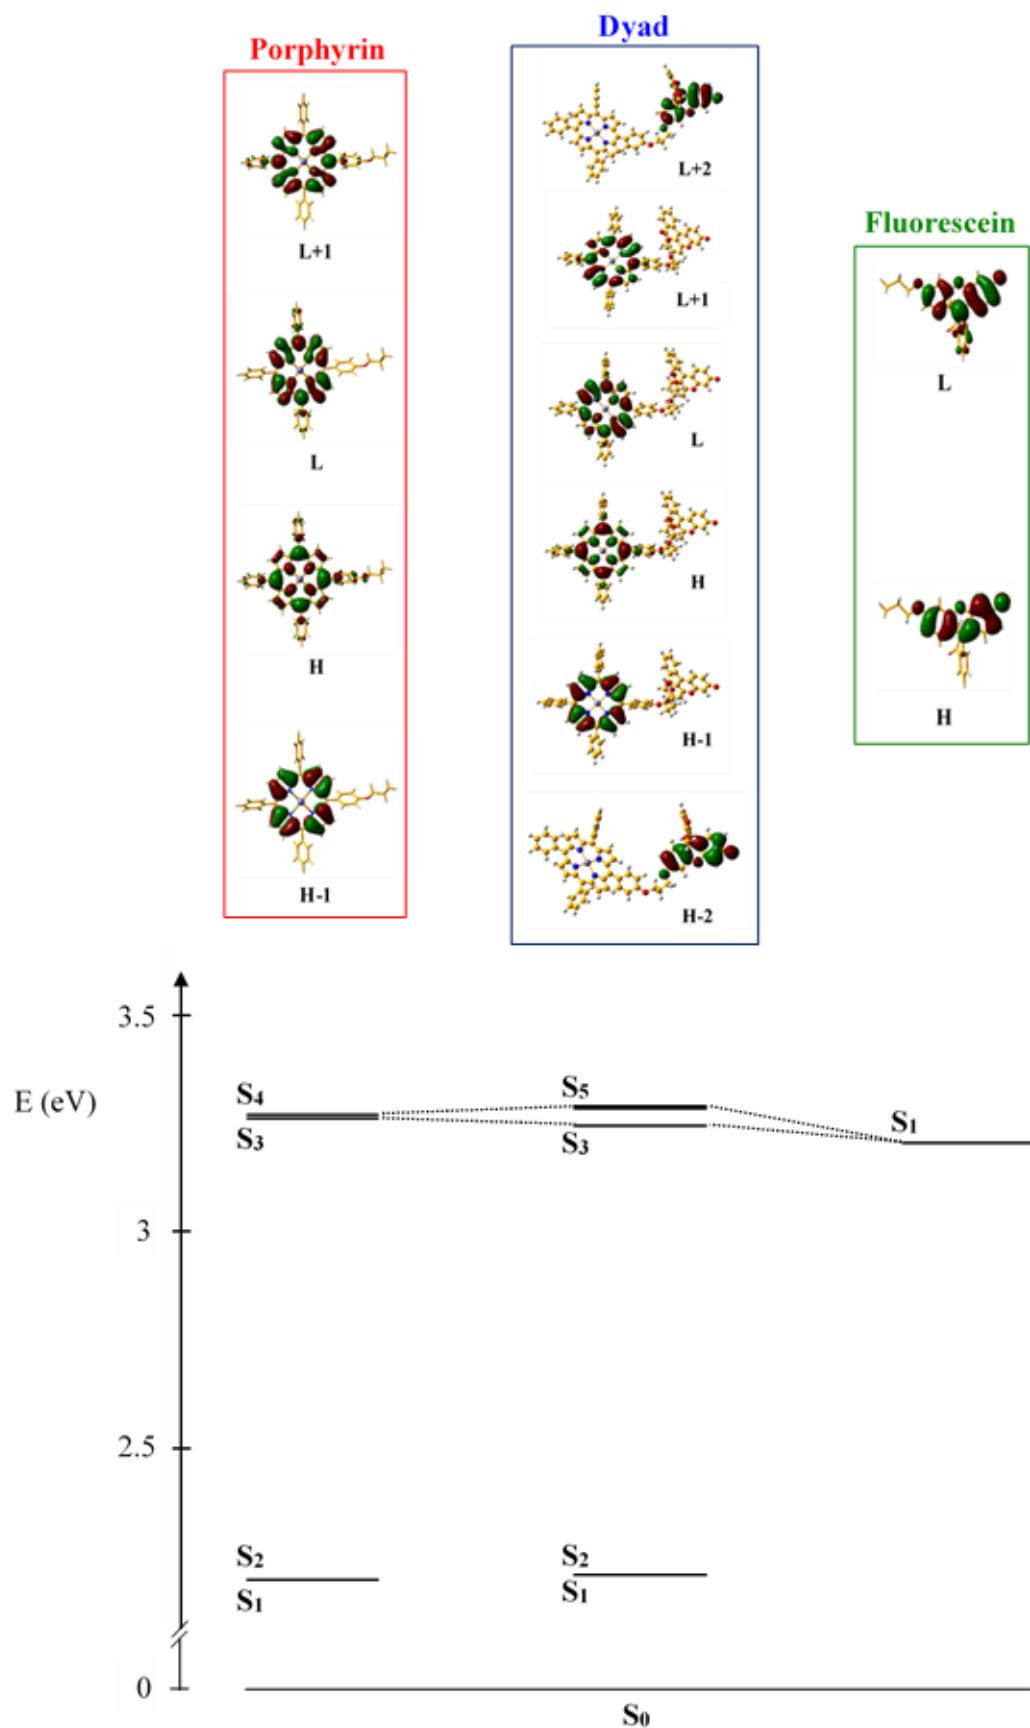 Porphyrin
L+1
L
H
H-1
Dyad
L+2
L+1
L
H
H-1
H-2
Fluorescein
L
H
E (eV)
3.5
3
2.5
0
S₄
S₃
S₂
S₁
S₅
S₃
S₂
S₁
S₁
S₀